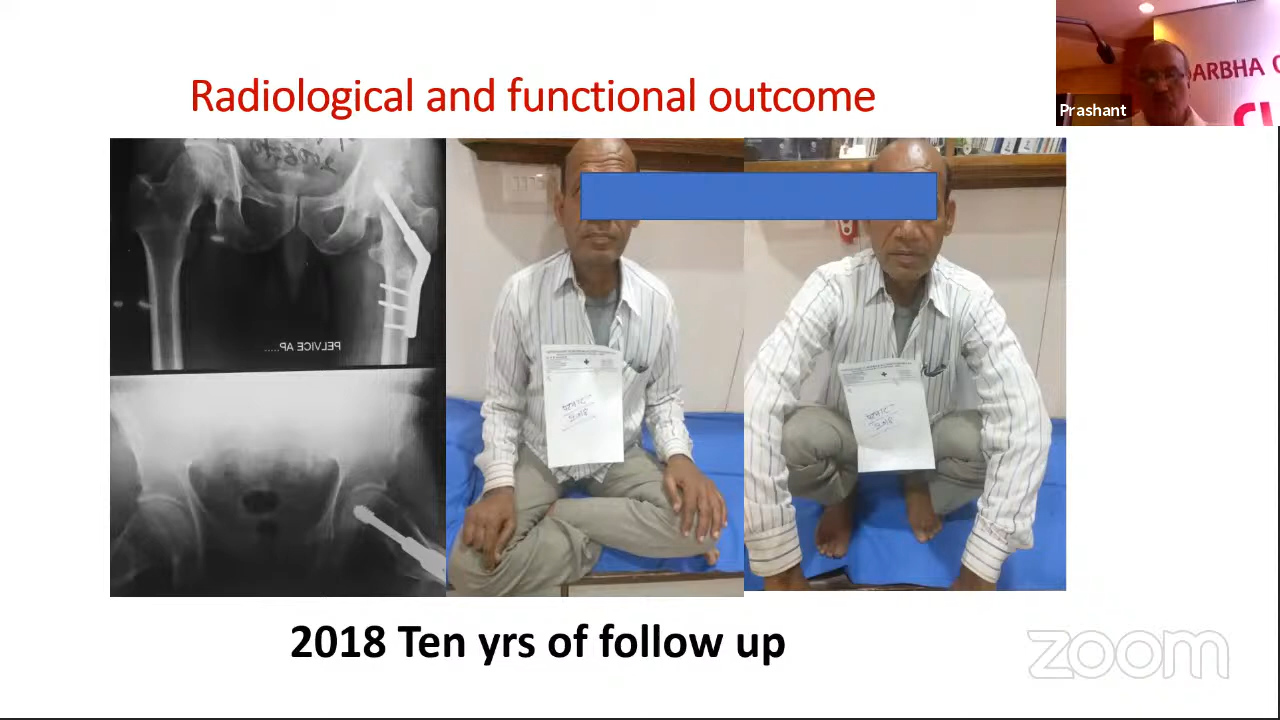 ARBHA
Prashant
Radiological and functional outcome
PELVICE AP.....
2018 Ten yrs of follow up
zoom